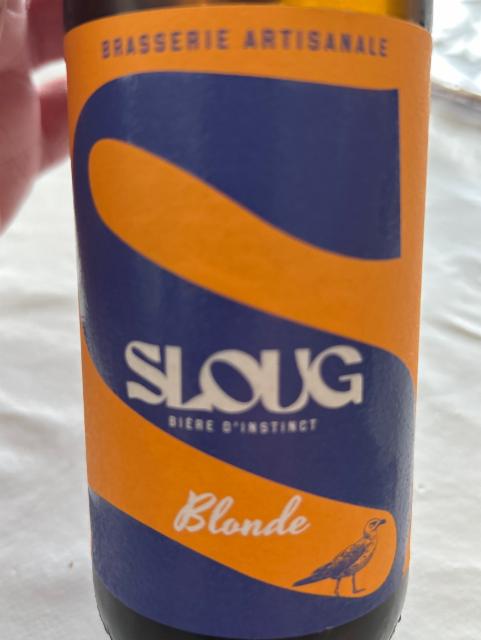 BRASSERIE ARTISANALE
SLOUG
BIÈRE D'INSTINCT
Blonde